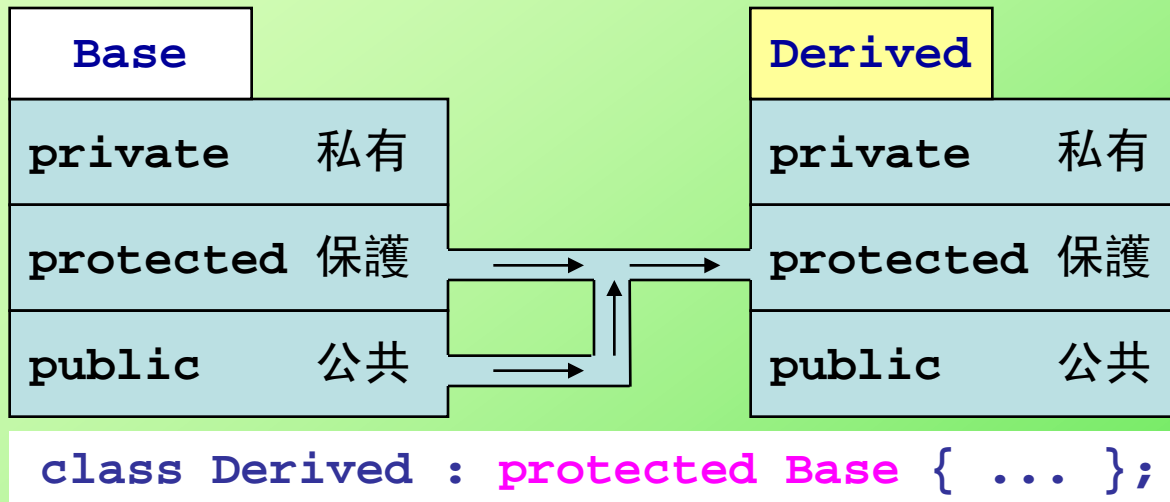 Base
private 私有
protected 保護
public 公共
Derived
private 私有
protected 保護
public 公共
class Derived : protected Base { ... };